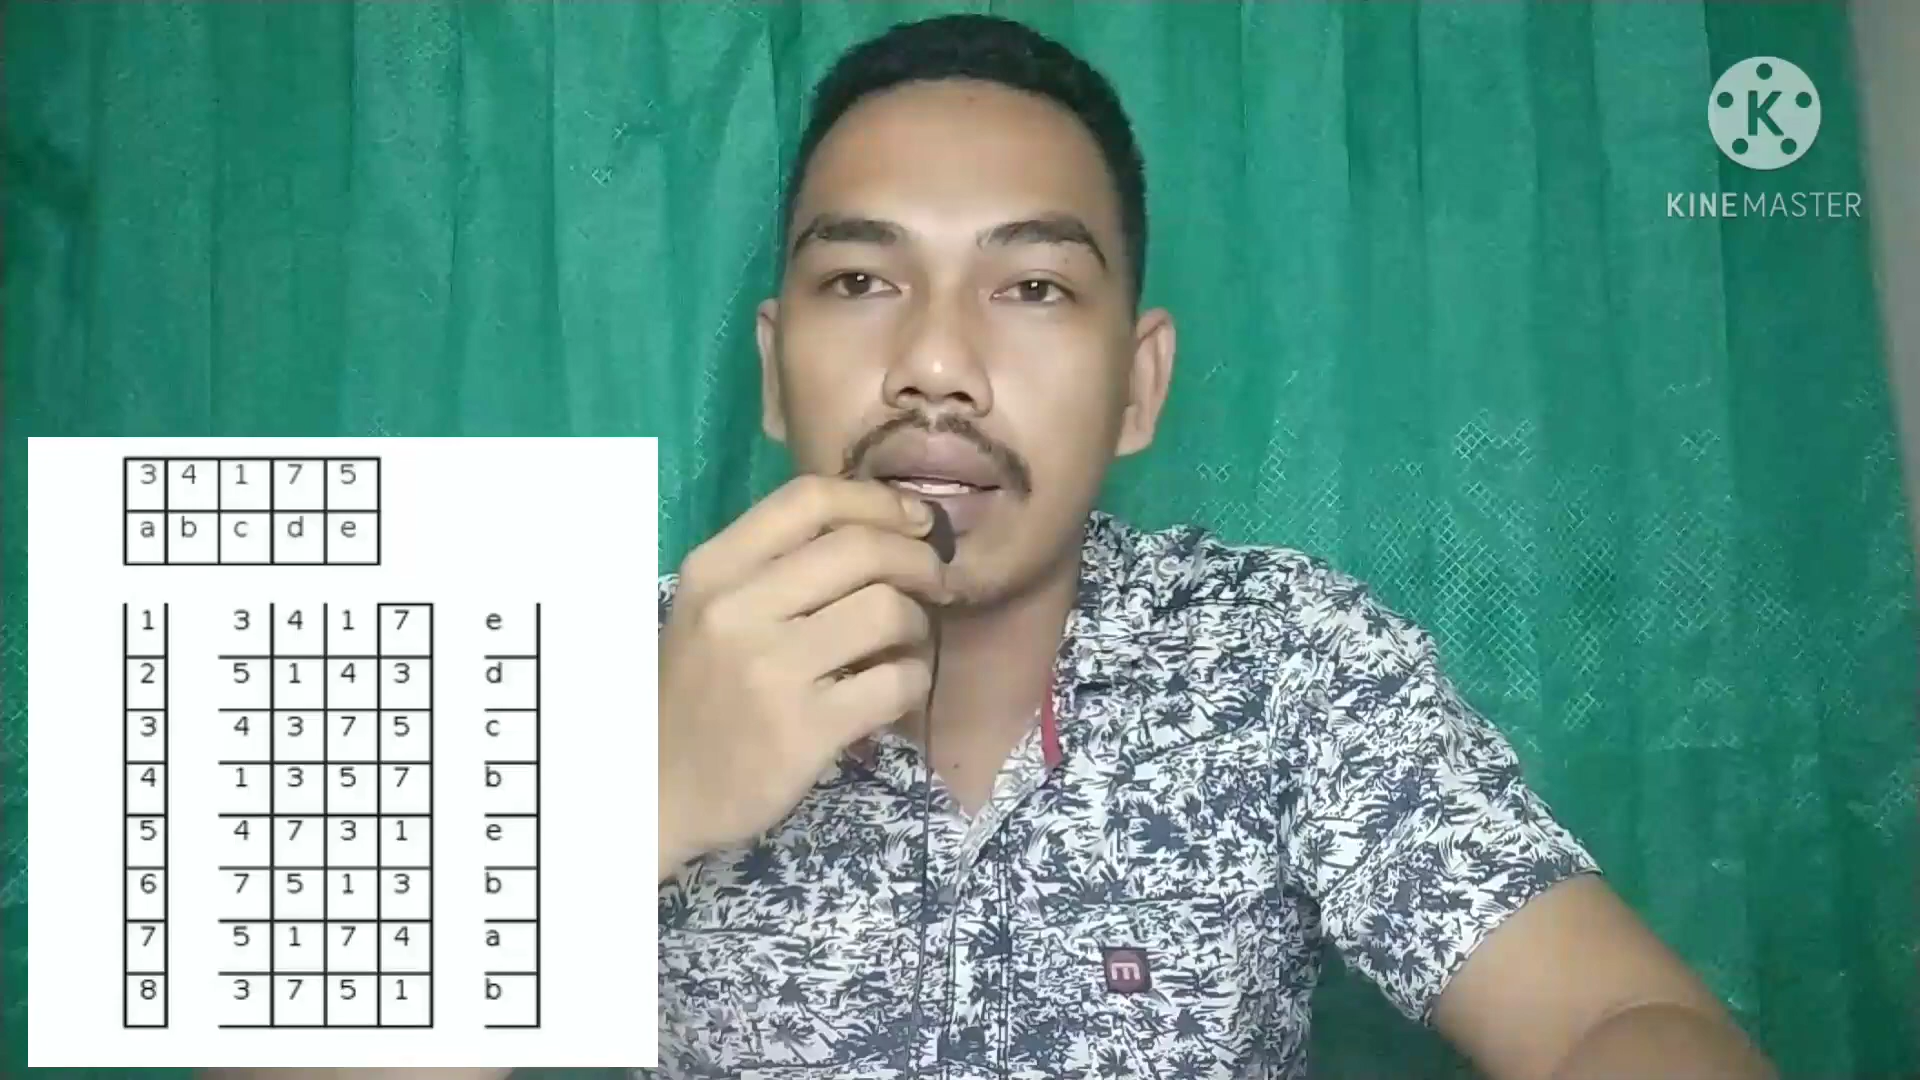 3 4 1 7 5
a b c d e
1 3 4 1 7 e
2 5 1 4 3 d
3 4 3 7 5 c
4 1 3 5 7 b
5 4 7 3 1 e
6 7 5 1 3 b
7 5 1 7 4 a
8 3 7 5 1 b
K
KINEMASTER